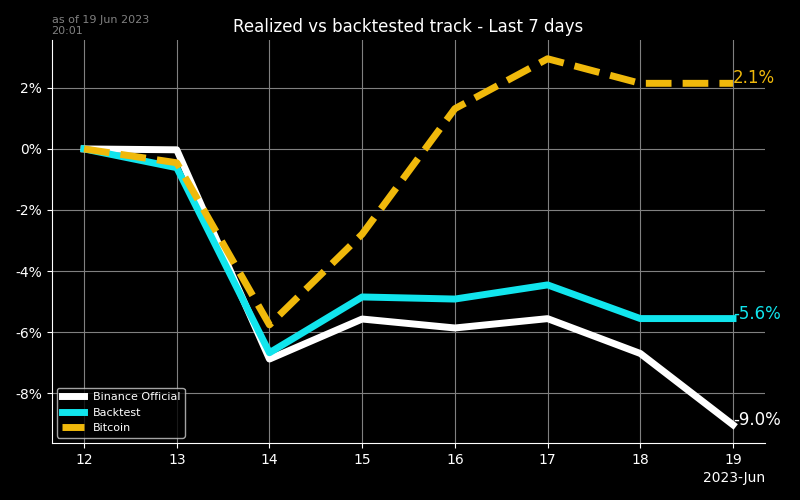 as of 19 Jun 2023
20:01
Realized vs backtested track - Last 7 days
2%
0%
-2%
-4%
-6%
-8%
2.1%
-5.6%
-9.0%
Binance Official
Backtest
Bitcoin
12 13 14 15 16 17 18 19
2023-Jun